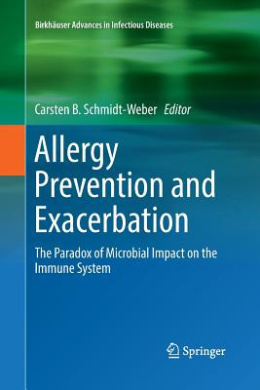 Birkhäuser Advances in Infectious Diseases
Carsten B. Schmidt-Weber Editor
Allergy
Prevention and
Exacerbation
The Paradox of Microbial Impact on the
Immune System
Springer